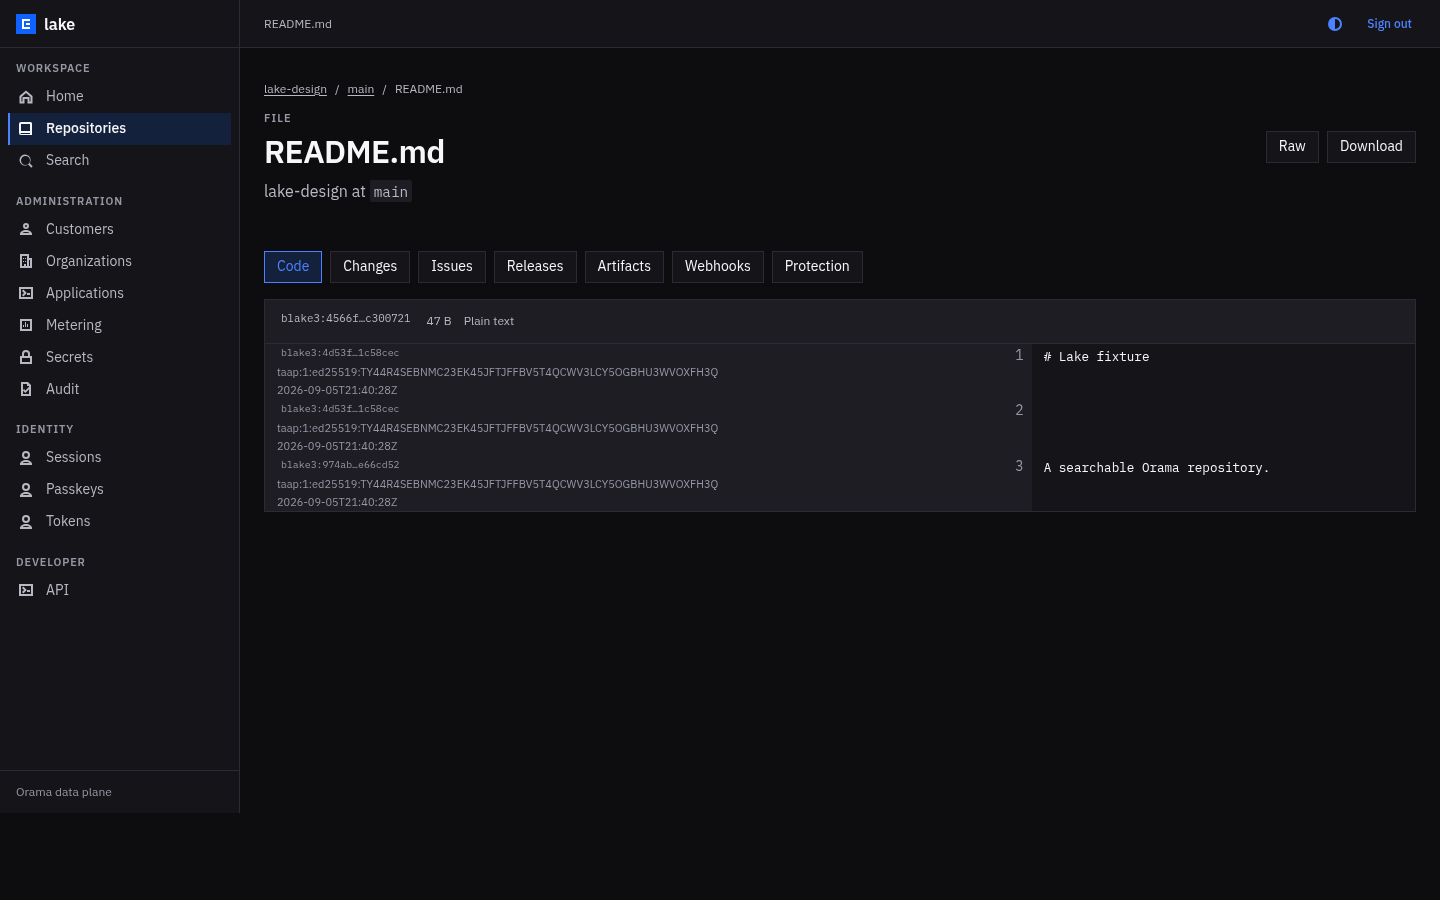 lake
README.md
Sign out
WORKSPACE
Home
Repositories
Search
ADMINISTRATION
Customers
Organizations
Applications
Metering
Secrets
Audit
IDENTITY
Sessions
Passkeys
Tokens
DEVELOPER
API
Orama data plane
lake-design / main / README.md
FILE
README.md
Raw
Download
lake-design at main
Code
Changes
Issues
Releases
Artifacts
Webhooks
Protection
blake3:4566f…c300721 47 B Plain text
blake3:4d53f…1c58cec 1 # Lake fixture
taap:1:ed25519:TY44R4SEBNMC23EK45JFTJFFBV5T4QCWV3LCY5OGBHU3WVOXFH3Q
2026-09-05T21:40:28Z
blake3:4d53f…1c58cec 2
taap:1:ed25519:TY44R4SEBNMC23EK45JFTJFFBV5T4QCWV3LCY5OGBHU3WVOXFH3Q
2026-09-05T21:40:28Z
blake3:974ab…e66cd52 3 A searchable Orama repository.
taap:1:ed25519:TY44R4SEBNMC23EK45JFTJFFBV5T4QCWV3LCY5OGBHU3WVOXFH3Q
2026-09-05T21:40:28Z